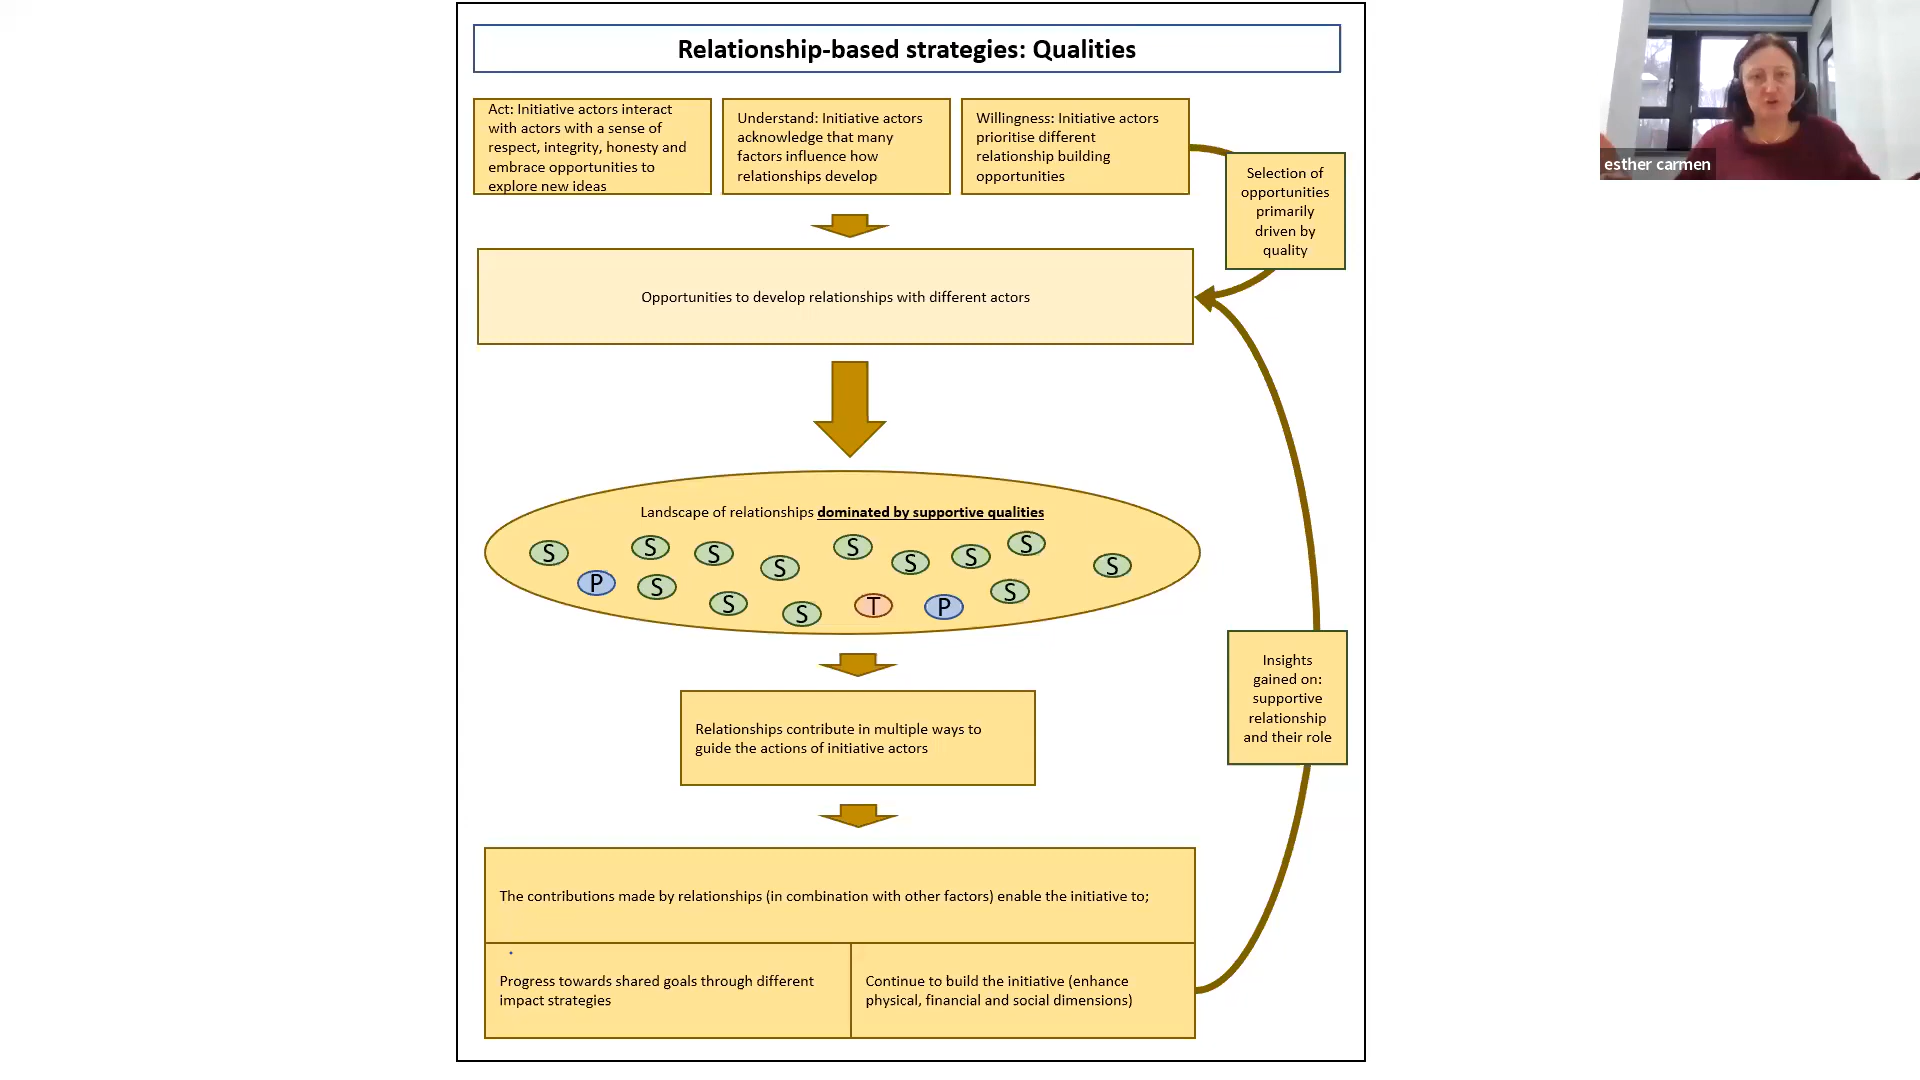 Relationship-based strategies: Qualities
Act: Initiative actors interact
with actors with a sense of
respect, integrity, honesty and
embrace opportunities to
explore new ideas
Understand: Initiative actors
acknowledge that many
factors influence how
relationships develop
Willingness: Initiative actors
prioritise different
relationship building
opportunities
Selection of
opportunities
primarily
driven by
quality
esther carmen
Opportunities to develop relationships with different actors
Landscape of relationships dominated by supportive qualities
S
S
S
S
S
S
S
S
S
P
S
S
S
T
P
S
Relationships contribute in multiple ways to
guide the actions of initiative actors
Insights
gained on:
supportive
relationship
and their role
The contributions made by relationships (in combination with other factors) enable the initiative to;
Progress towards shared goals through different
impact strategies
Continue to build the initiative (enhance
physical, financial and social dimensions)